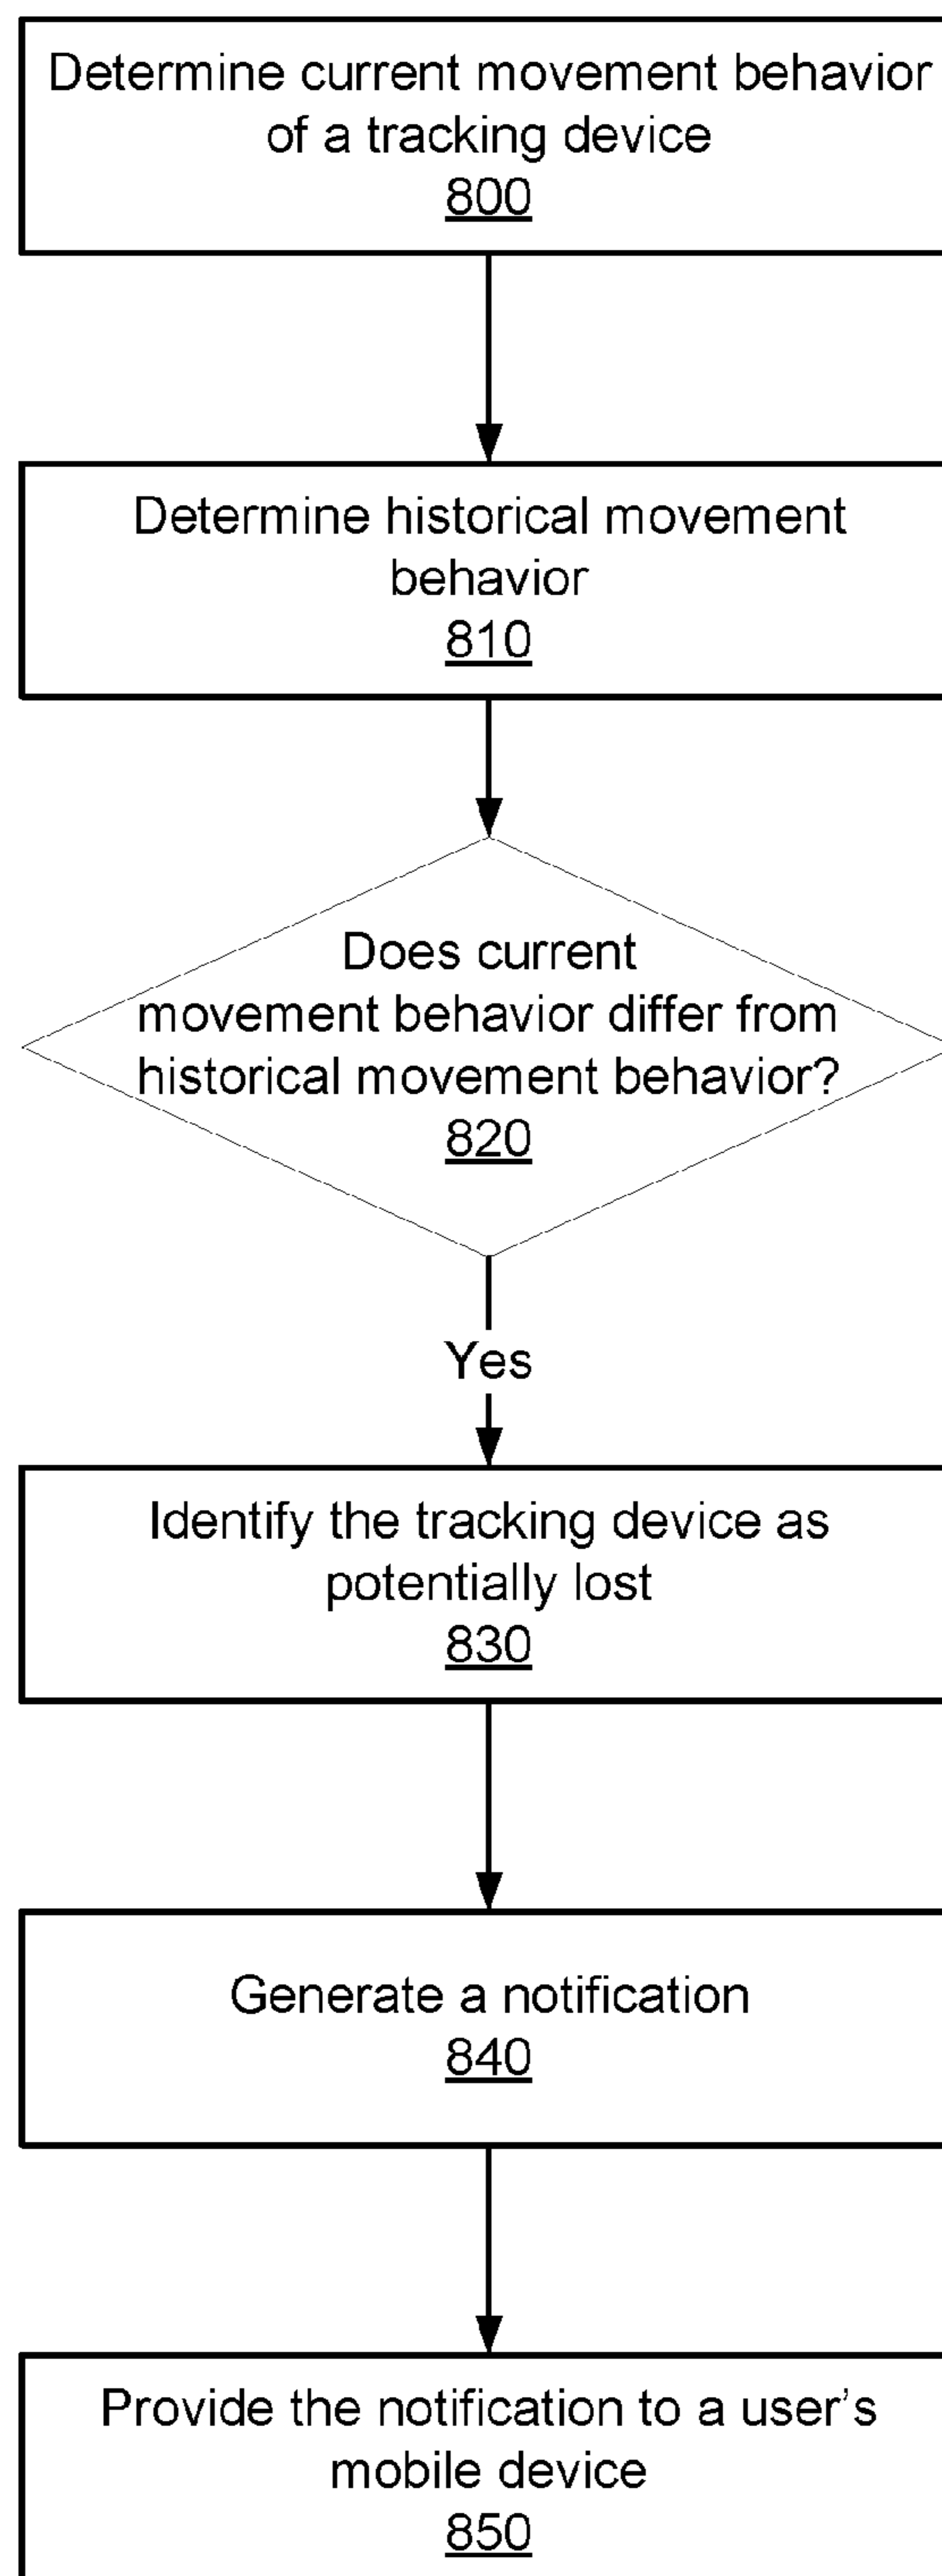 Determine current movement behavior
of a tracking device
800
Determine historical movement
behavior
810
Does current
movement behavior differ from
historical movement behavior?
820
Yes
Identify the tracking device as
potentially lost
830
Generate a notification
840
Provide the notification to a user's
mobile device
850